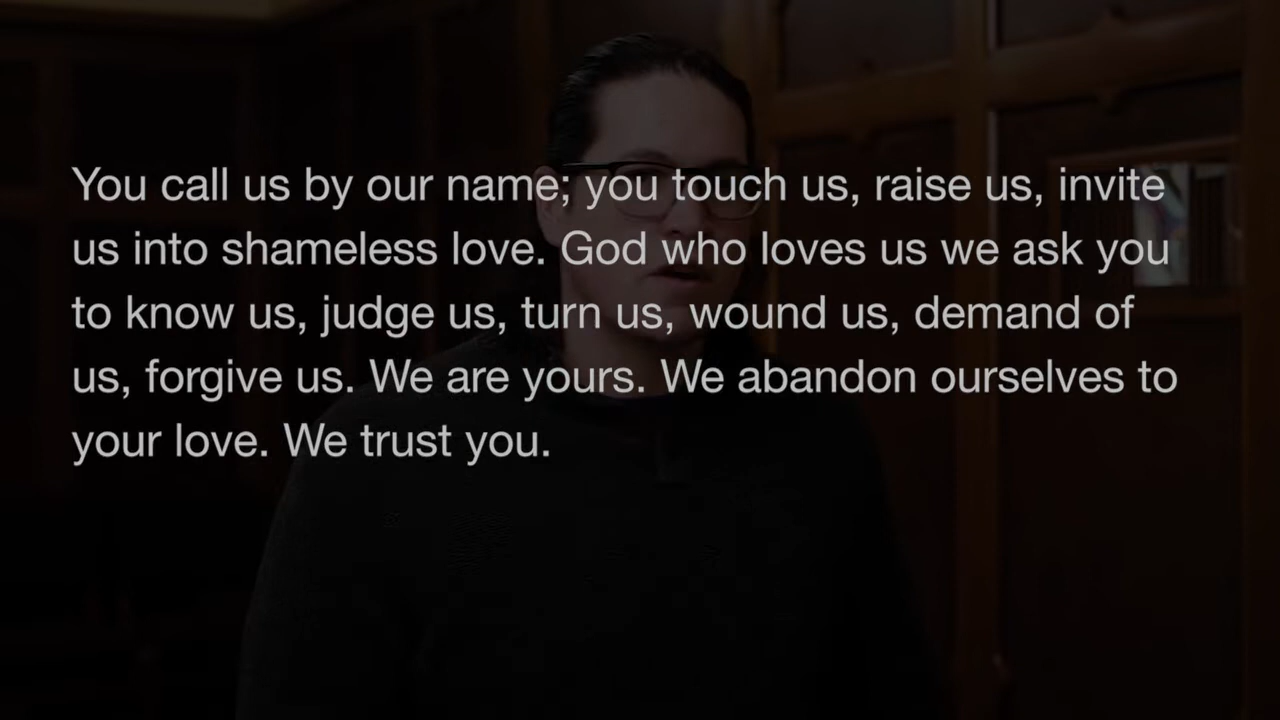 You call us by our name; you touch us, raise us, invite
us into shameless love. God who loves us we ask you
to know us, judge us, turn us, wound us, demand of
us, forgive us. We are yours. We abandon ourselves to
your love. We trust you.